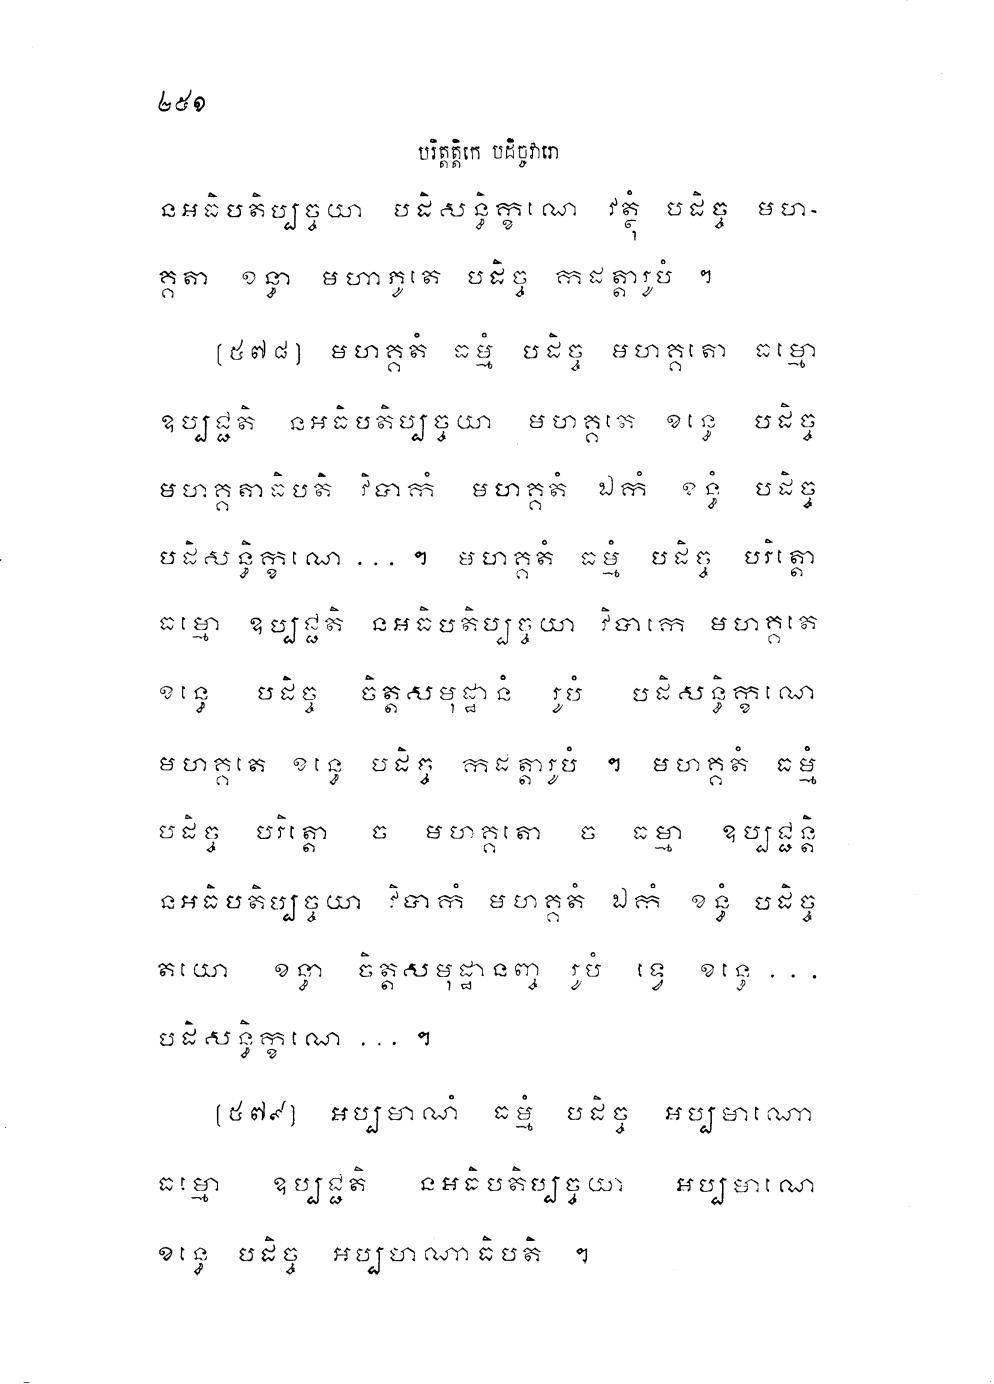 ២៥១
បរិត្តត្តិកេ បដិច្ចវារោ
នអធិបតិប្បច្ចយា បដិសន្ធិក្ខណេ វត្ថុំ បដិច្ច មហ-
គ្គតា ខន្ធា មហាភូតេ បដិច្ច កដត្តារូបំ ។
[៥៧៨] មហគ្គតំ ធម្មំ បដិច្ច មហគ្គតោ ធម្មោ
ឧប្បជ្ជតិ នអធិបតិប្បច្ចយា មហគ្គតេ ខន្ធេ បដិច្ច
មហគ្គតាធិបតិ វិបាកំ មហគ្គតំ ឯកំ ខន្ធំ បដិច្ច
បដិសន្ធិក្ខណេ ... ។ មហគ្គតំ ធម្មំ បដិច្ច បរិត្តោ
ធម្មោ ឧប្បជ្ជតិ នអធិបតិប្បច្ចយា វិបាកេ មហគ្គតេ
ខន្ធេ បដិច្ច ចិត្តសមុដ្ឋានំ រូបំ បដិសន្ធិក្ខណេ
មហគ្គតេ ខន្ធេ បដិច្ច កដត្តារូបំ ។ មហគ្គតំ ធម្មំ
បដិច្ច បរិត្តោ ច មហគ្គតោ ច ធម្មា ឧប្បជ្ជន្តិ
នអធិបតិប្បច្ចយា វិបាកំ មហគ្គតំ ឯកំ ខន្ធំ បដិច្ច
តយោ ខន្ធា ចិត្តសមុដ្ឋានញ្ច រូបំ ទ្វេ ខន្ធេ ...
បដិសន្ធិក្ខណេ ... ។
[៥៧៩] អប្បមាណំ ធម្មំ បដិច្ច អប្បមាណោ
ធម្មោ ឧប្បជ្ជតិ នអធិបតិប្បច្ចយា អប្បមាណេ
ខន្ធេ បដិច្ច អប្បមាណាធិបតិ ។